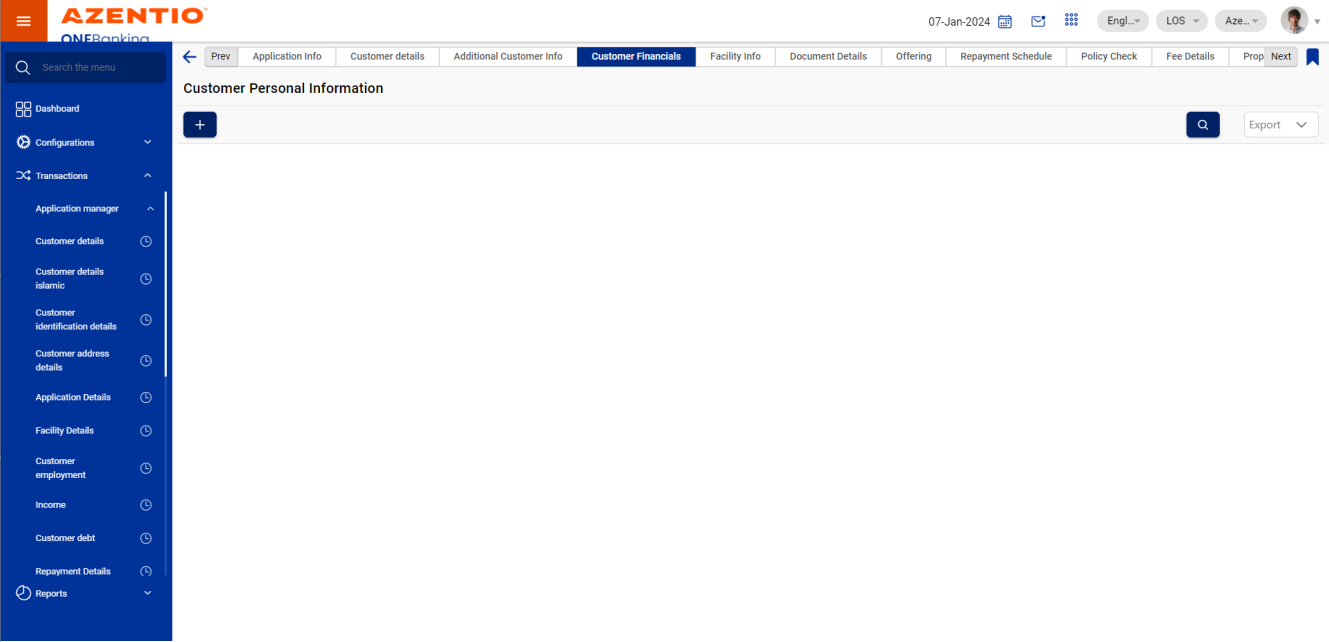 AZENTIO™
ONEBanking
07-Jan-2024
Engl...
LOS
Aze...
Search the menu
Dashboard
Configurations
Transactions
Application manager
Customer details
Customer details
islamic
Customer
identification details
Customer address
details
Application Details
Facility Details
Customer
employment
Income
Customer debt
Repayment Details
Reports
Prev
Application Info
Customer details
Additional Customer Info
Customer Financials
Facility Info
Document Details
Offering
Repayment Schedule
Policy Check
Fee Details
Prop
Next
Customer Personal Information
Export